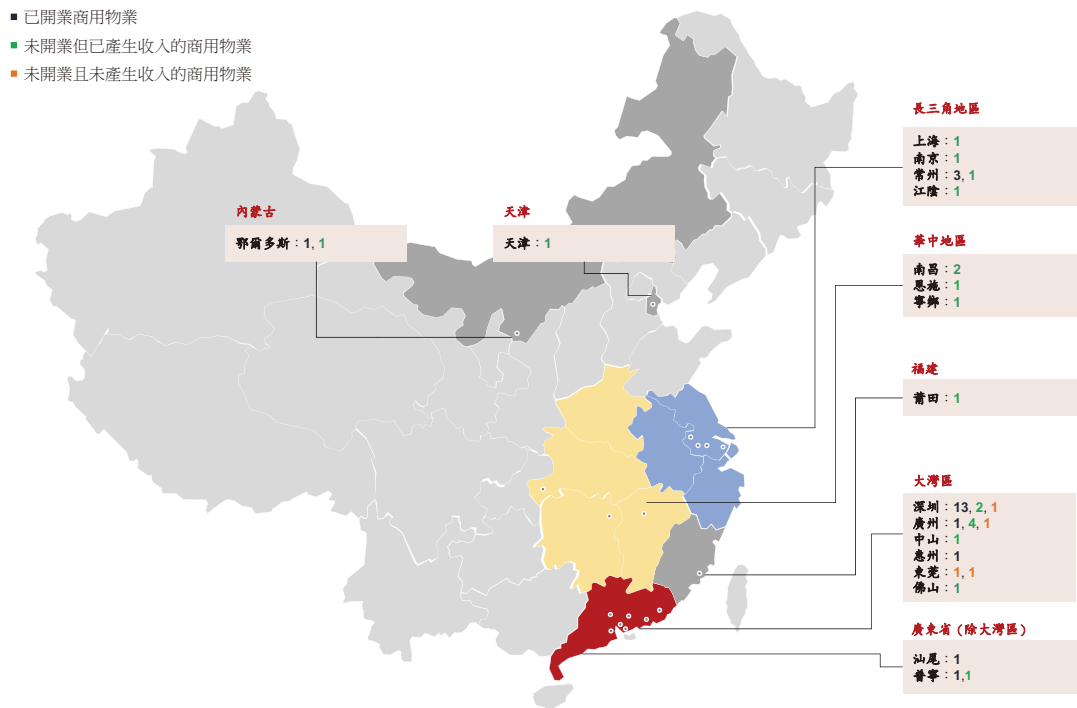 已開業商用物業
未開業但已產生收入的商用物業
未開業且未產生收入的商用物業
長三角地區
上海：1
南京：1
常州：3, 1
江陰：1
內蒙古
鄂爾多斯：1, 1
天津
天津：1
華中地區
南昌：2
恩施：1
寧鄉：1
福建
莆田：1
大灣區
深圳：13, 2, 1
廣州：1, 4, 1
中山：1
惠州：1
東莞：1, 1
佛山：1
廣東省（除大灣區）
汕尾：1
普寧：1,1